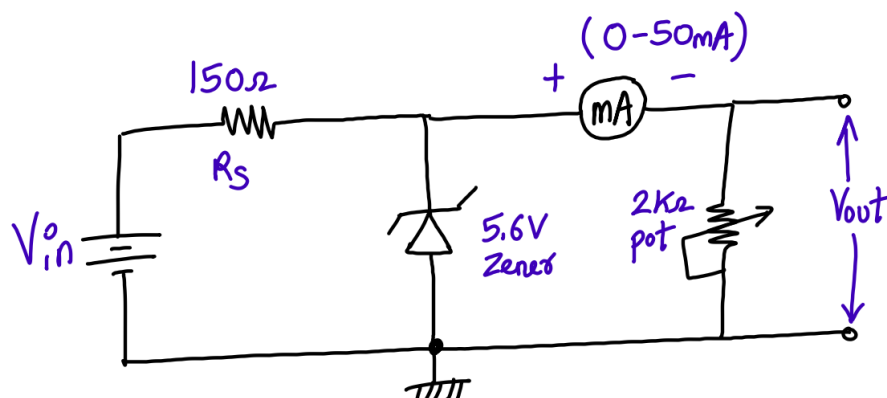 (0-50mA)
150Ω
+ −
mA
Rs
Vin
5.6V
Zener
2KΩ
pot
Vout